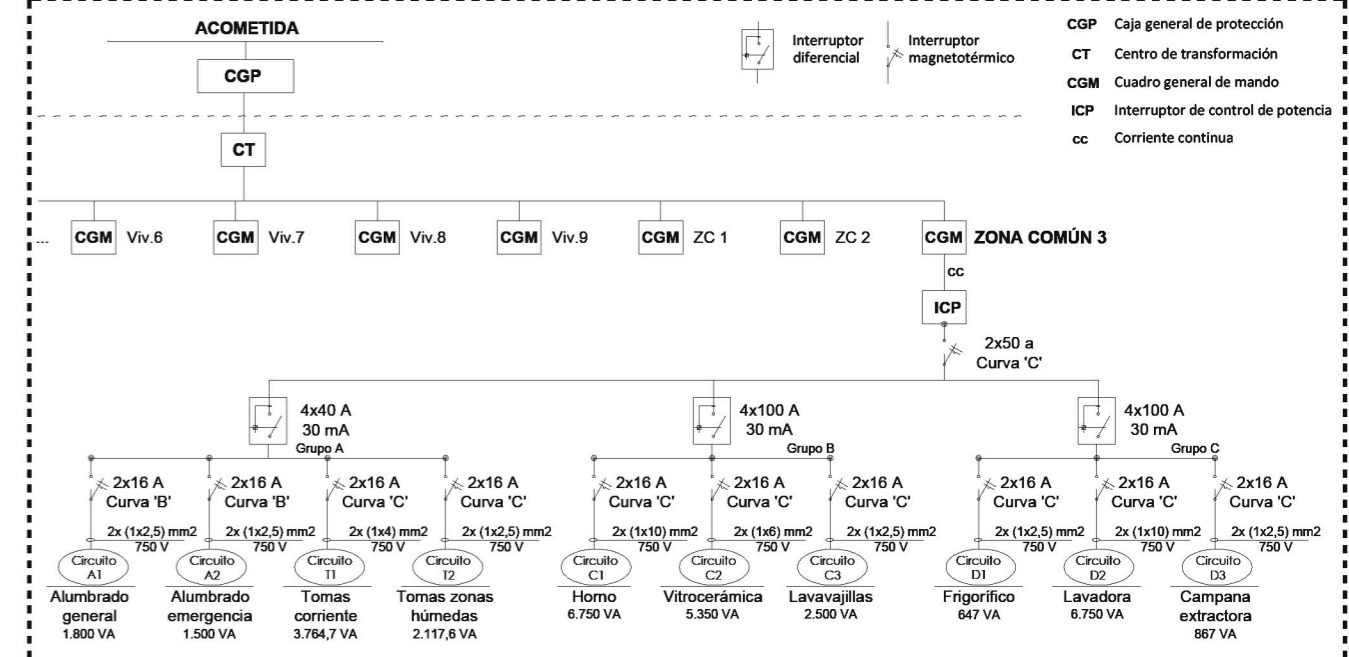 ACOMETIDA
CGP
CT
Interruptor
diferencial
Interruptor
magnetotérmico
CGP Caja general de protección
CT Centro de transformación
CGM Cuadro general de mando
ICP Interruptor de control de potencia
cc Corriente continua
... CGM Viv.6 CGM Viv.7 CGM Viv.8 CGM Viv.9 CGM ZC 1 CGM ZC 2 CGM ZONA COMÚN 3
cc
ICP
2x50 a
Curva 'C'
4x40 A
30 mA
Grupo A
4x100 A
30 mA
Grupo B
4x100 A
30 mA
Grupo C
2x16 A
Curva 'B'
2x (1x2,5) mm2
750 V
Circuito
A1
Alumbrado
general
1.800 VA
2x16 A
Curva 'B'
2x (1x2,5) mm2
750 V
Circuito
A2
Alumbrado
emergencia
1.500 VA
2x16 A
Curva 'C'
2x (1x4) mm2
750 V
Circuito
T1
Tomas
corriente
3.764,7 VA
2x16 A
Curva 'C'
2x (1x2,5) mm2
750 V
Circuito
T2
Tomas zonas
húmedas
2.117,6 VA
2x16 A
Curva 'C'
2x (1x10) mm2
750 V
Circuito
C1
Horno
6.750 VA
2x16 A
Curva 'C'
2x (1x6) mm2
750 V
Circuito
C2
Vitrocerámica
5.350 VA
2x16 A
Curva 'C'
2x (1x2,5) mm2
750 V
Circuito
C3
Lavavajillas
2.500 VA
2x16 A
Curva 'C'
2x (1x2,5) mm2
750 V
Circuito
D1
Frigorífico
647 VA
2x16 A
Curva 'C'
2x (1x10) mm2
750 V
Circuito
D2
Lavadora
6.750 VA
2x16 A
Curva 'C'
2x (1x2,5) mm2
750 V
Circuito
D3
Campana
extractora
867 VA